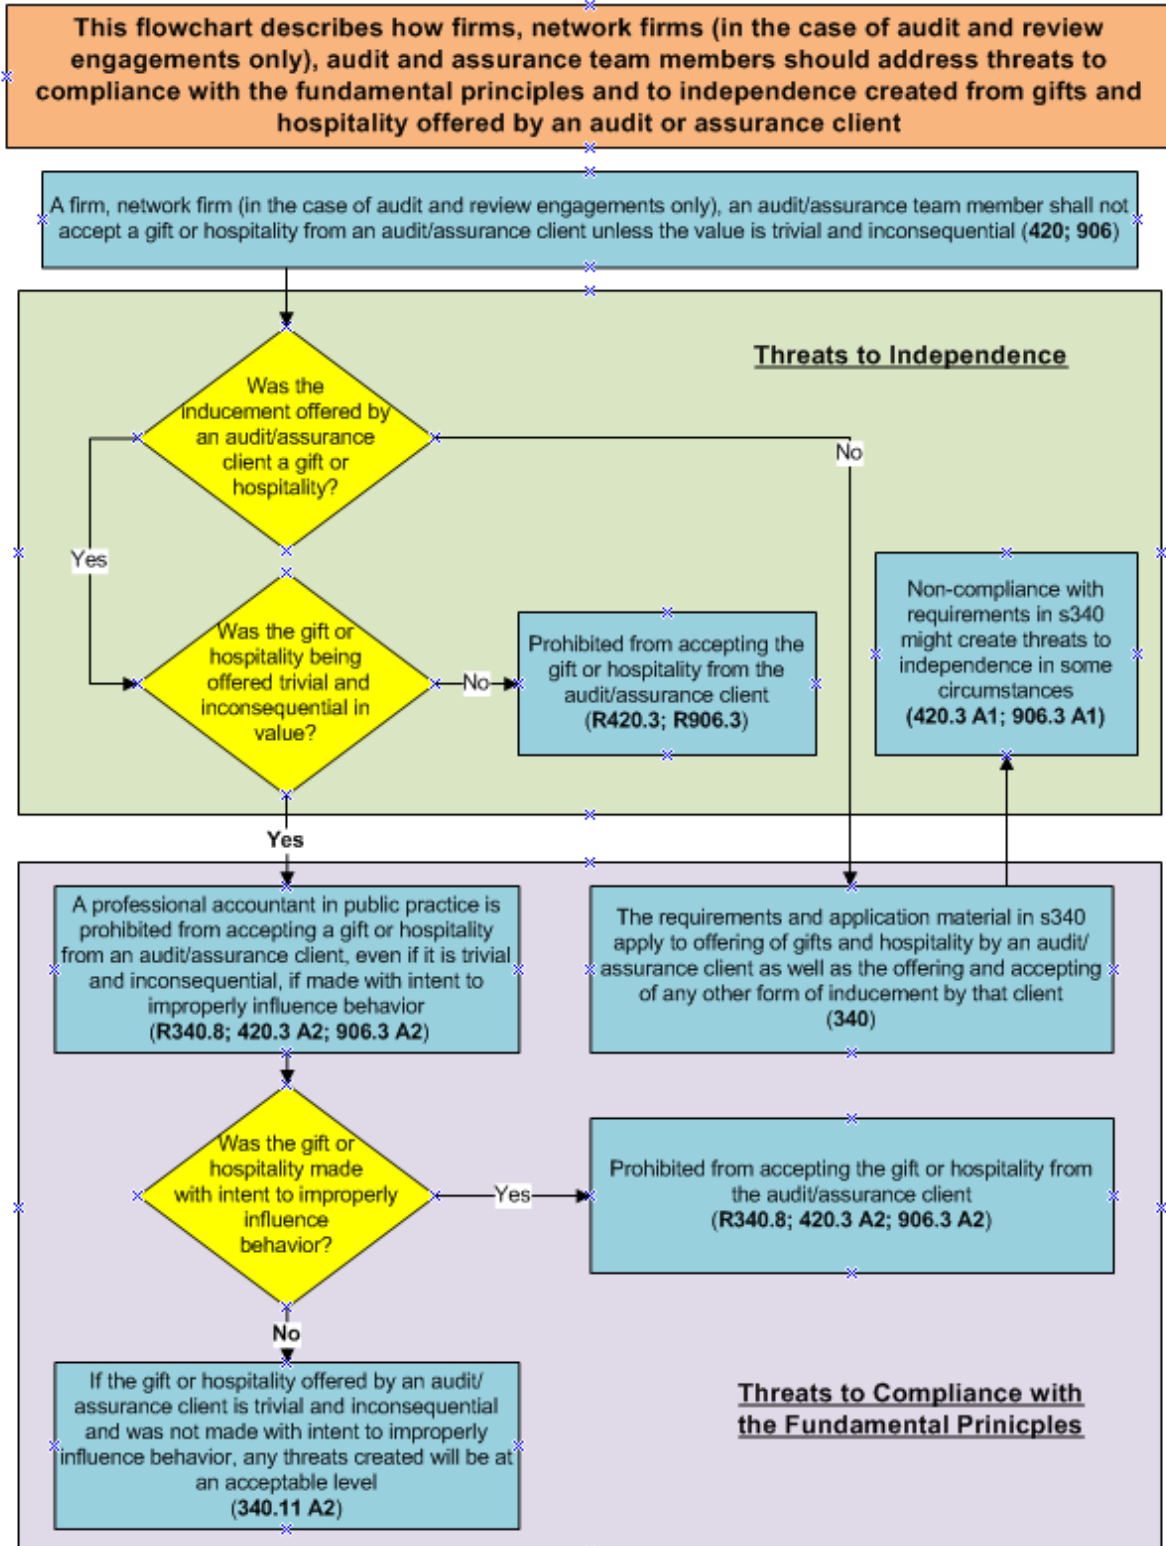 This flowchart describes how firms, network firms (in the case of audit and review
engagements only), audit and assurance team members should address threats to
compliance with the fundamental principles and to independence created from gifts and
hospitality offered by an audit or assurance client
A firm, network firm (in the case of audit and review engagements only), an audit/assurance team member shall not
accept a gift or hospitality from an audit/assurance client unless the value is trivial and inconsequential (420; 906)
Threats to Independence
Was the
inducement offered by
an audit/assurance
client a gift or
hospitality?
No
Yes
Non-compliance with
requirements in s340
might create threats to
independence in some
circumstances
(420.3 A1; 906.3 A1)
Was the gift or
hospitality being
offered trivial and
inconsequential in
value?
No
Prohibited from accepting the
gift or hospitality from the
audit/assurance client
(R420.3; R906.3)
Yes
A professional accountant in public practice is
prohibited from accepting a gift or hospitality
from an audit/assurance client, even if it is trivial
and inconsequential, if made with intent to
improperly influence behavior
(R340.8; 420.3 A2; 906.3 A2)
The requirements and application material in s340
apply to offering of gifts and hospitality by an audit/
assurance client as well as the offering and accepting
of any other form of inducement by that client
(340)
Was the gift or
hospitality made
with intent to improperly
influence
behavior?
Yes
Prohibited from accepting the gift or hospitality from
the audit/assurance client
(R340.8; 420.3 A2; 906.3 A2)
No
If the gift or hospitality offered by an audit/
assurance client is trivial and inconsequential
and was not made with intent to improperly
influence behavior, any threats created will be at
an acceptable level
(340.11 A2)
Threats to Compliance with
the Fundamental Prinicples